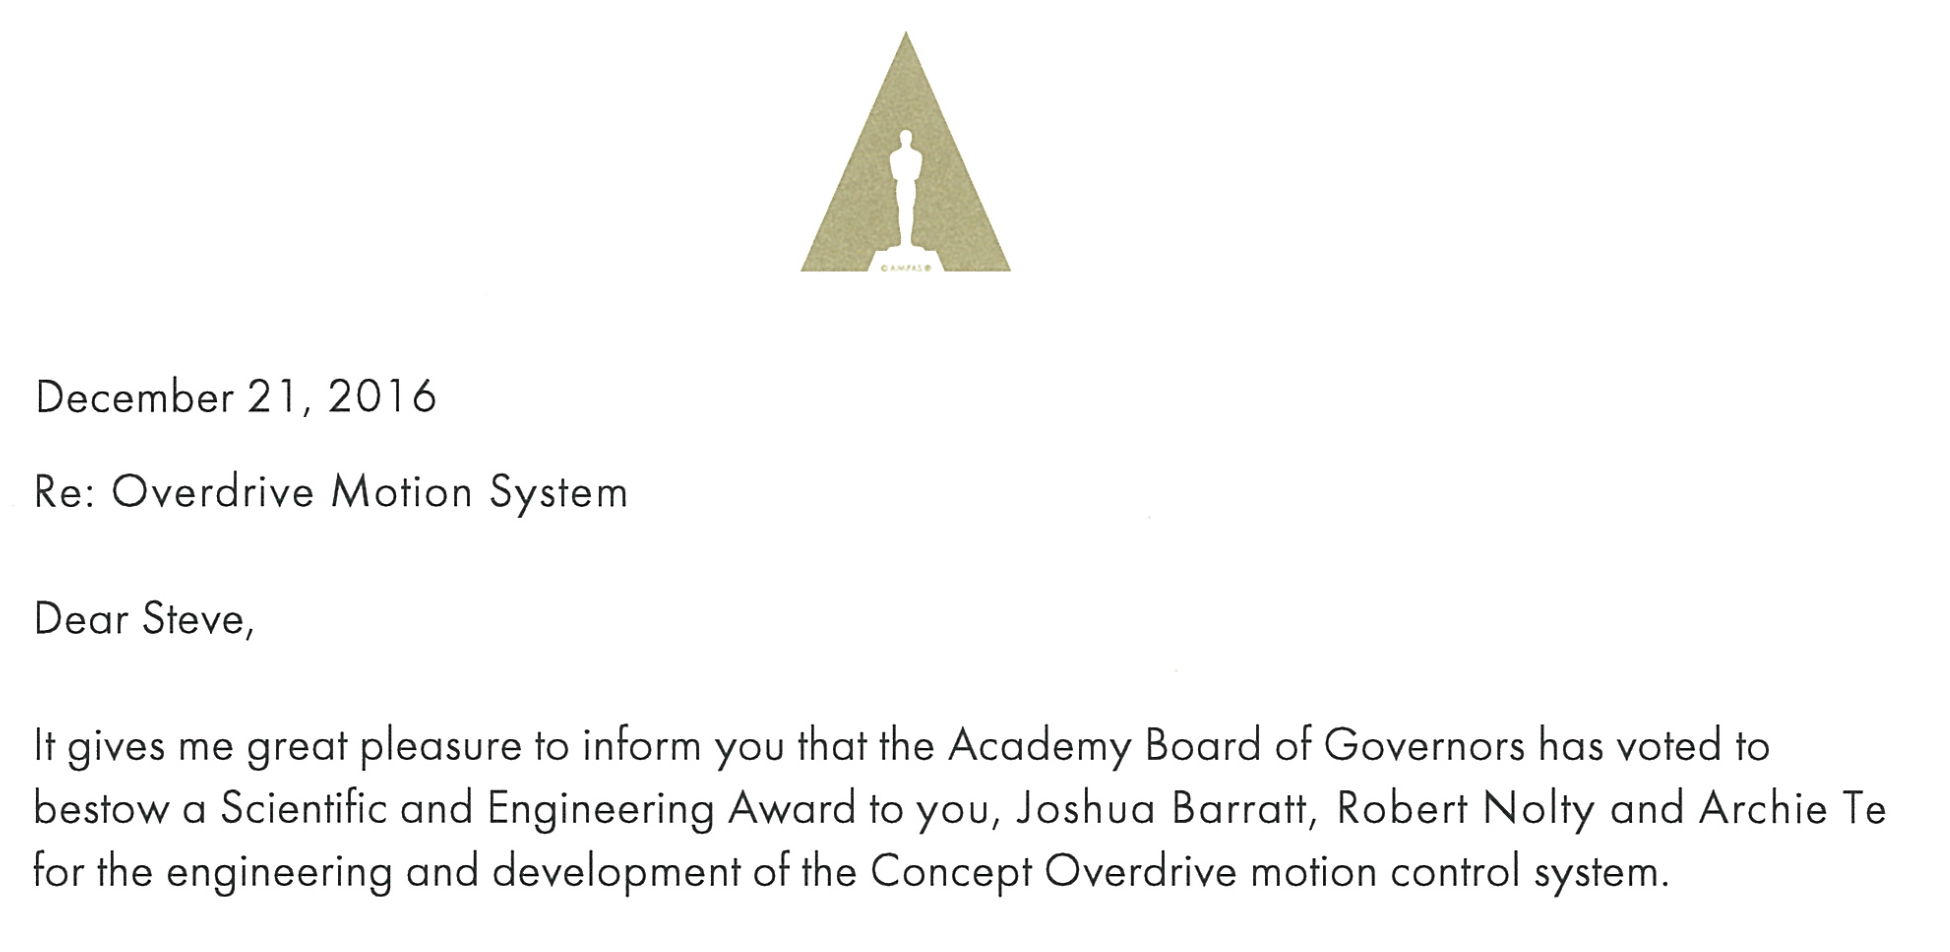 © AMPAS ®
December 21, 2016
Re: Overdrive Motion System
Dear Steve,
It gives me great pleasure to inform you that the Academy Board of Governors has voted to
bestow a Scientific and Engineering Award to you, Joshua Barratt, Robert Nolty and Archie Te
for the engineering and development of the Concept Overdrive motion control system.